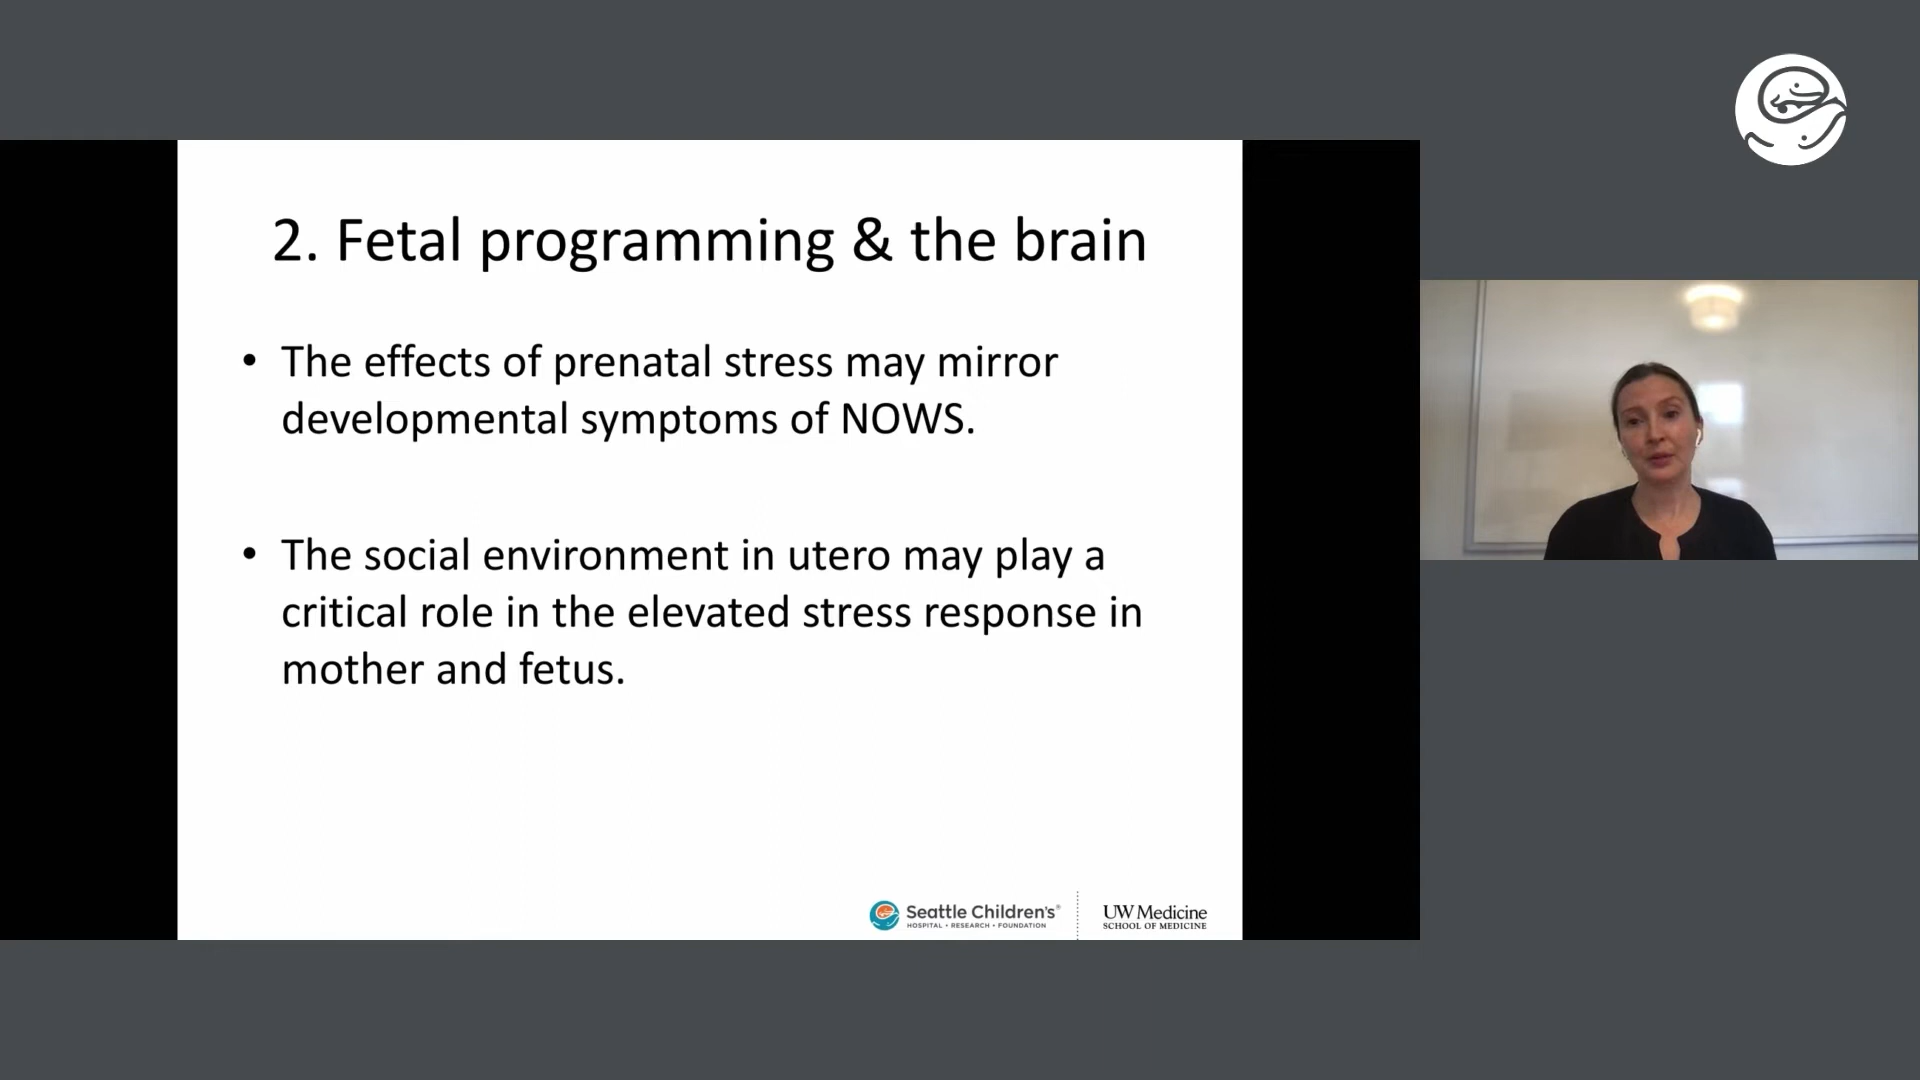 2. Fetal programming & the brain
• The effects of prenatal stress may mirror
developmental symptoms of NOWS.
• The social environment in utero may play a
critical role in the elevated stress response in
mother and fetus.
Seattle Children's®
HOSPITAL • RESEARCH • FOUNDATION
UW Medicine
SCHOOL OF MEDICINE